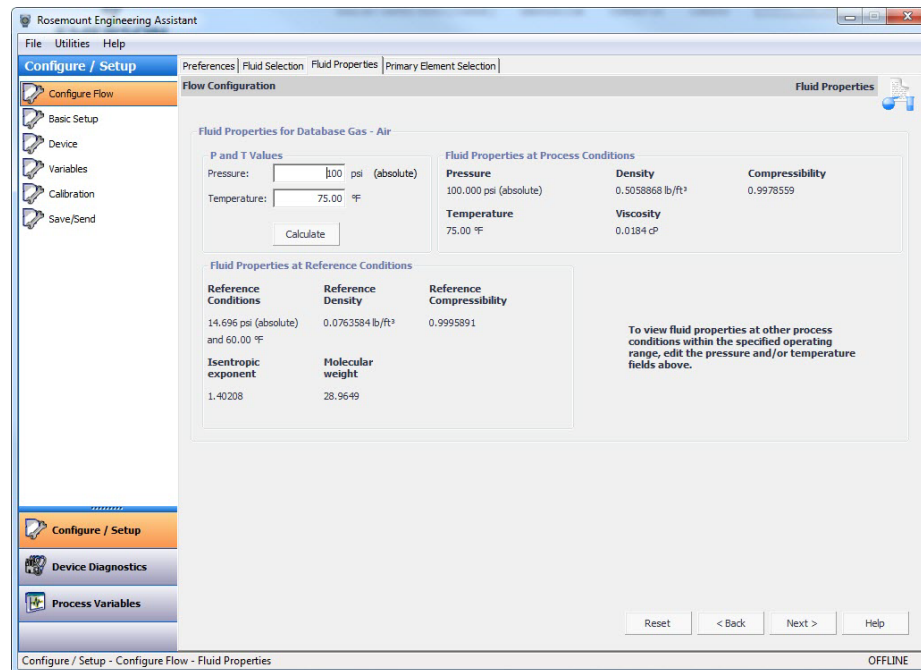 Rosemount Engineering Assistant
File Utilities Help
Configure / Setup
Configure Flow
Basic Setup
Device
Variables
Calibration
Save/Send
Configure / Setup
Device Diagnostics
Process Variables
Preferences Fluid Selection Fluid Properties Primary Element Selection
Flow Configuration Fluid Properties
Fluid Properties for Database Gas - Air
P and T Values
Pressure: 100 psi (absolute)
Temperature: 75.00 °F
Calculate
Fluid Properties at Process Conditions
Pressure Density Compressibility
100.000 psi (absolute) 0.5058868 lb/ft³ 0.9978559
Temperature Viscosity
75.00 °F 0.0184 cP
Fluid Properties at Reference Conditions
Reference Reference Reference
Conditions Density Compressibility
14.696 psi (absolute) 0.0763584 lb/ft³ 0.9995891
and 60.00 °F
Isentropic Molecular
exponent weight
1.40208 28.9649
To view fluid properties at other process
conditions within the specified operating
range, edit the pressure and/or temperature
fields above.
Reset < Back Next > Help
Configure / Setup - Configure Flow - Fluid Properties OFFLINE